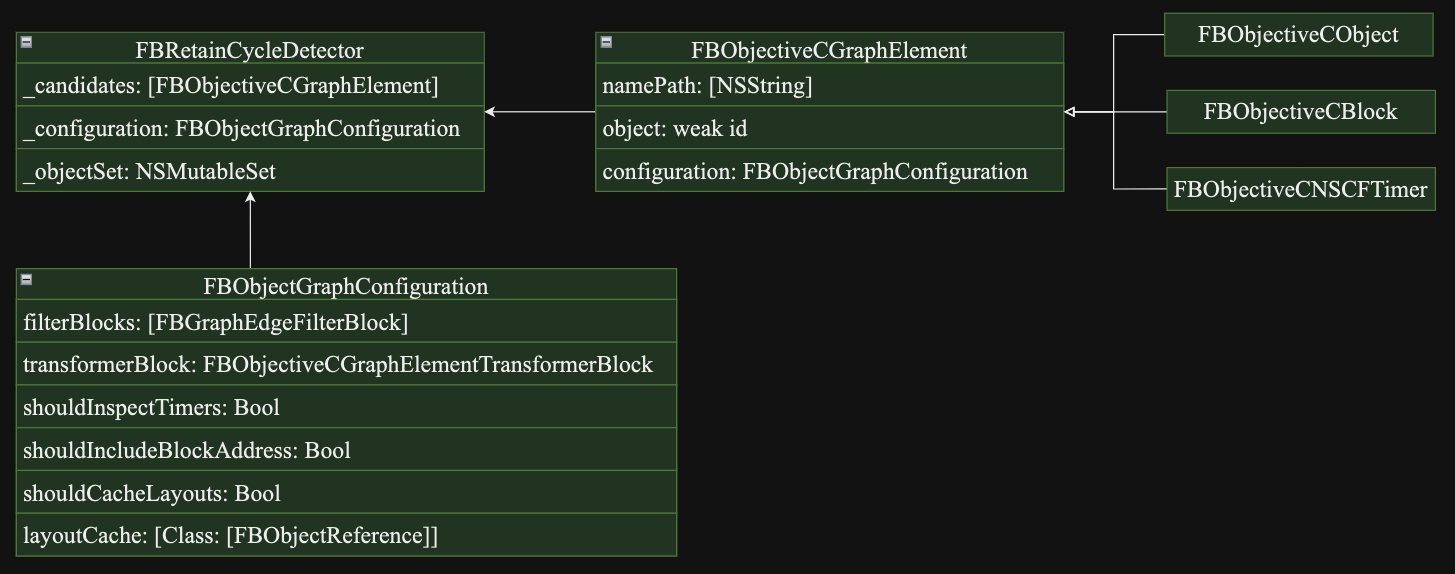 FBRetainCycleDetector
_candidates: [FBObjectiveCGraphElement]
_configuration: FBObjectGraphConfiguration
_objectSet: NSMutableSet
FBObjectiveCGraphElement
namePath: [NSString]
object: weak id
configuration: FBObjectGraphConfiguration
FBObjectiveCObject
FBObjectiveCBlock
FBObjectiveCNSCFTimer
FBObjectGraphConfiguration
filterBlocks: [FBGraphEdgeFilterBlock]
transformerBlock: FBObjectiveCGraphElementTransformerBlock
shouldInspectTimers: Bool
shouldIncludeBlockAddress: Bool
shouldCacheLayouts: Bool
layoutCache: [Class: [FBObjectReference]]